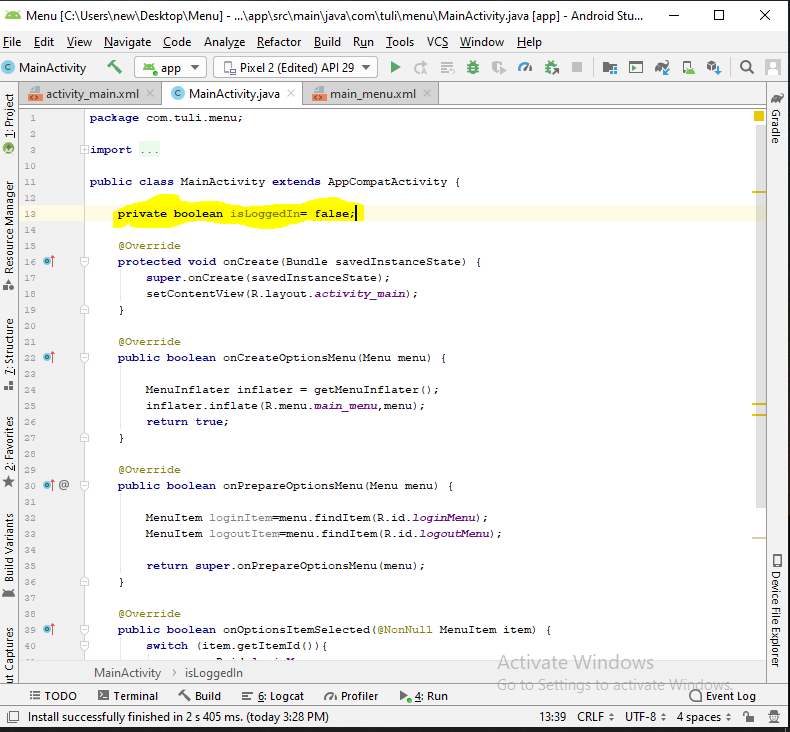 Menu [C:\Users\new\Desktop\Menu] - ...\app\src\main\java\com\tuli\menu\MainActivity.java [app] - Android Stu...
File Edit View Navigate Code Analyze Refactor Build Run Tools VCS Window Help
MainActivity app Pixel 2 (Edited) API 29
activity_main.xml MainActivity.java main_menu.xml
1 package com.tuli.menu;
2
3 import ...
10
11 public class MainActivity extends AppCompatActivity {
12
13 private boolean isLoggedIn= false;
14
15 @Override
16 protected void onCreate(Bundle savedInstanceState) {
17 super.onCreate(savedInstanceState);
18 setContentView(R.layout.activity_main);
19 }
20
21 @Override
22 public boolean onCreateOptionsMenu(Menu menu) {
23
24 MenuInflater inflater = getMenuInflater();
25 inflater.inflate(R.menu.main_menu,menu);
26 return true;
27 }
28
29 @Override
30 @ public boolean onPrepareOptionsMenu(Menu menu) {
31
32 MenuItem loginItem=menu.findItem(R.id.loginMenu);
33 MenuItem logoutItem=menu.findItem(R.id.logoutMenu);
34
35 return super.onPrepareOptionsMenu(menu);
36 }
37
38 @Override
39 public boolean onOptionsItemSelected(@NonNull MenuItem item) {
40 switch (item.getItemId()){
1: Project
Resource Manager
7: Structure
2: Favorites
Build Variants
ut Captures
Gradle
Device File Explorer
MainActivity isLoggedIn
Activate Windows
Go to Settings to activate Windows.
TODO Terminal Build 6: Logcat Profiler 4: Run Event Log
Install successfully finished in 2 s 405 ms. (today 3:28 PM) 13:39 CRLF UTF-8 4 spaces